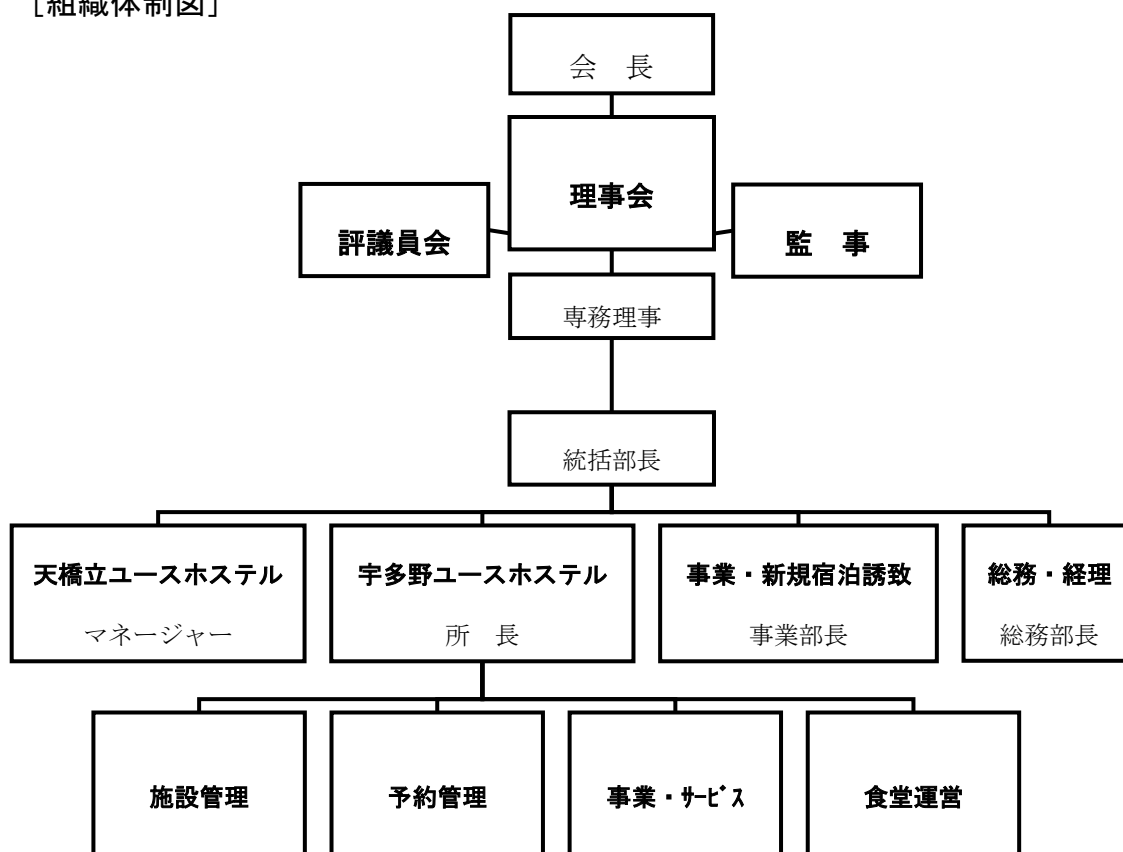 ［組織体制図］
会　長
理事会
評議員会
監　事
専務理事
統括部長
天橋立ユースホステル
マネージャー
宇多野ユースホステル
所　長
事業・新規宿泊誘致
事業部長
総務・経理
総務部長
施設管理
予約管理
事業・ｻｰﾋﾞｽ
食堂運営